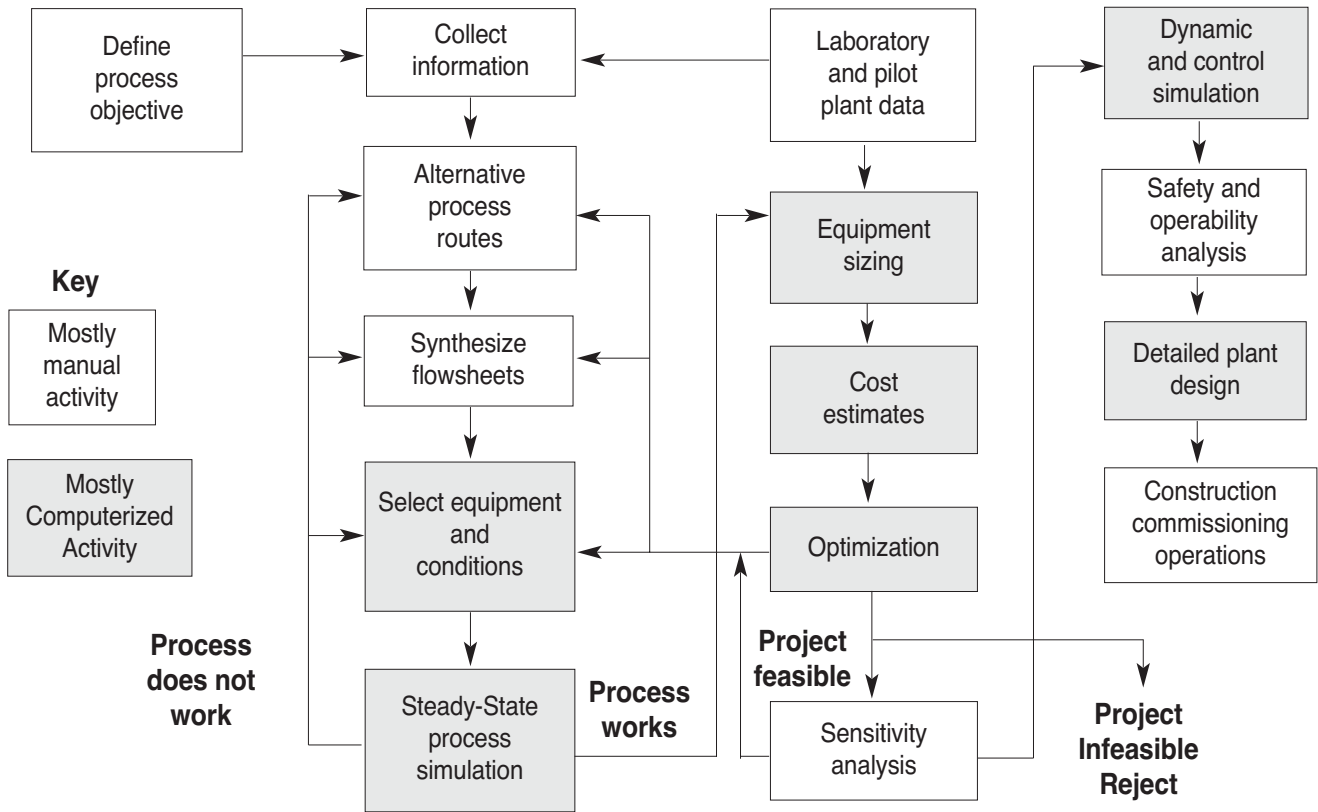 Define
process
objective
Collect
information
Laboratory
and pilot
plant data
Dynamic
and control
simulation
Alternative
process
routes
Safety and
operability
analysis
Equipment
sizing
Key
Mostly
manual
activity
Synthesize
flowsheets
Cost
estimates
Detailed plant
design
Mostly
Computerized
Activity
Select equipment
and
conditions
Optimization
Construction
commissioning
operations
Process
does not
work
Steady-State
process
simulation
Process
works
Project
feasible
Sensitivity
analysis
Project
Infeasible
Reject